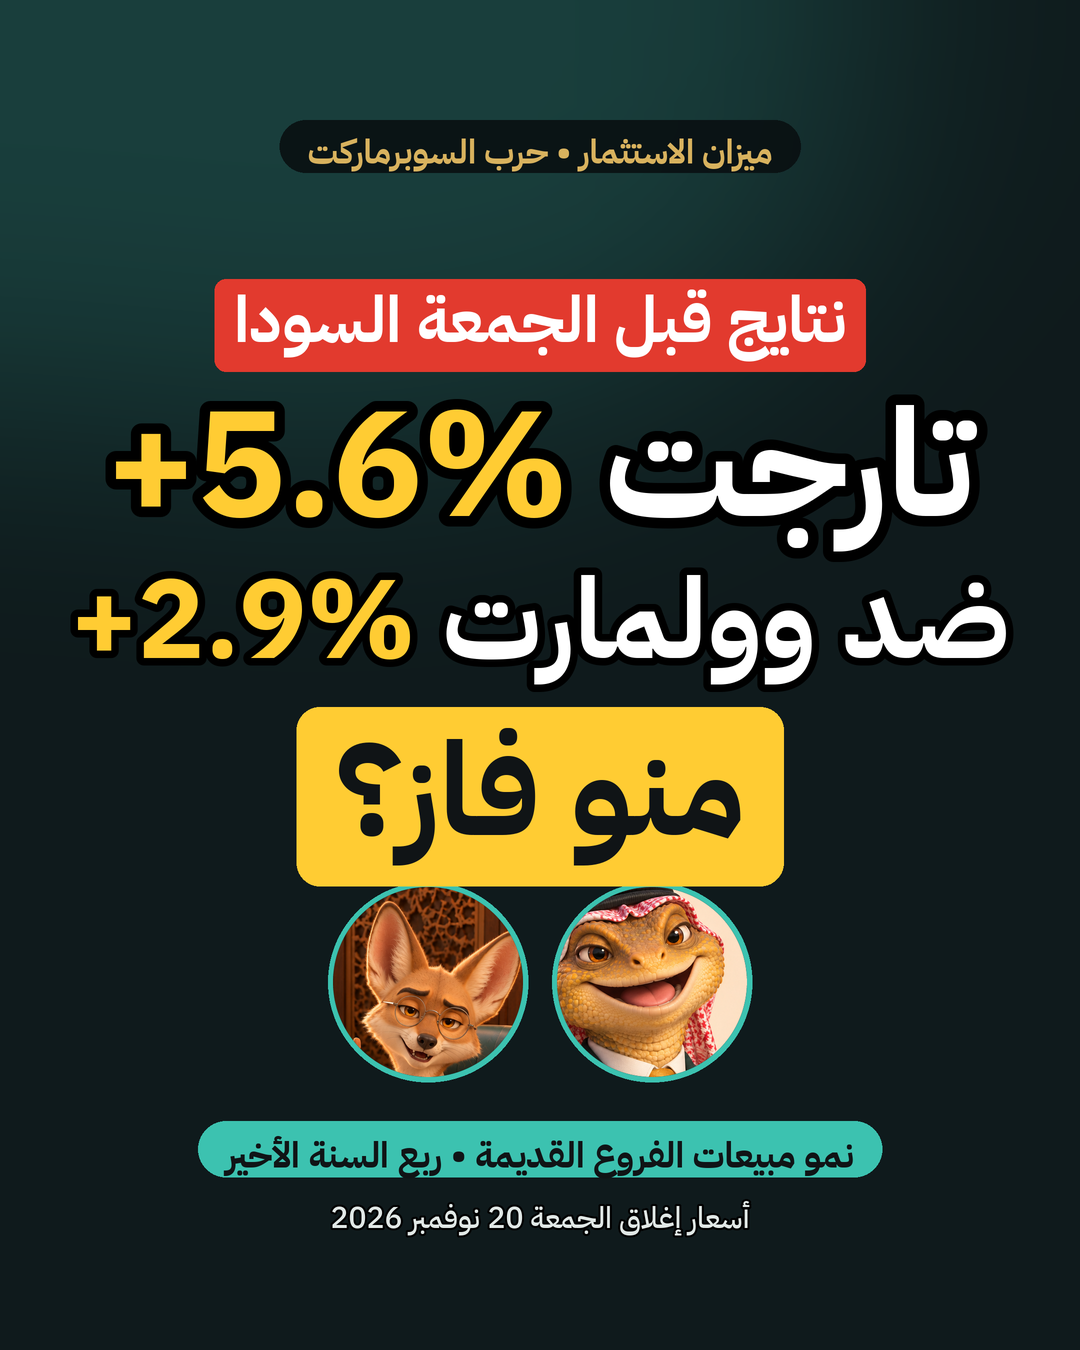 ميزان الاستثمار • حرب السوبرماركت
نتايج قبل الجمعة السودا
تارجت +5.6%
ضد وولمارت +2.9%
منو فاز؟
نمو مبيعات الفروع القديمة • ربع السنة الأخير
أسعار إغلاق الجمعة 20 نوفمبر 2026